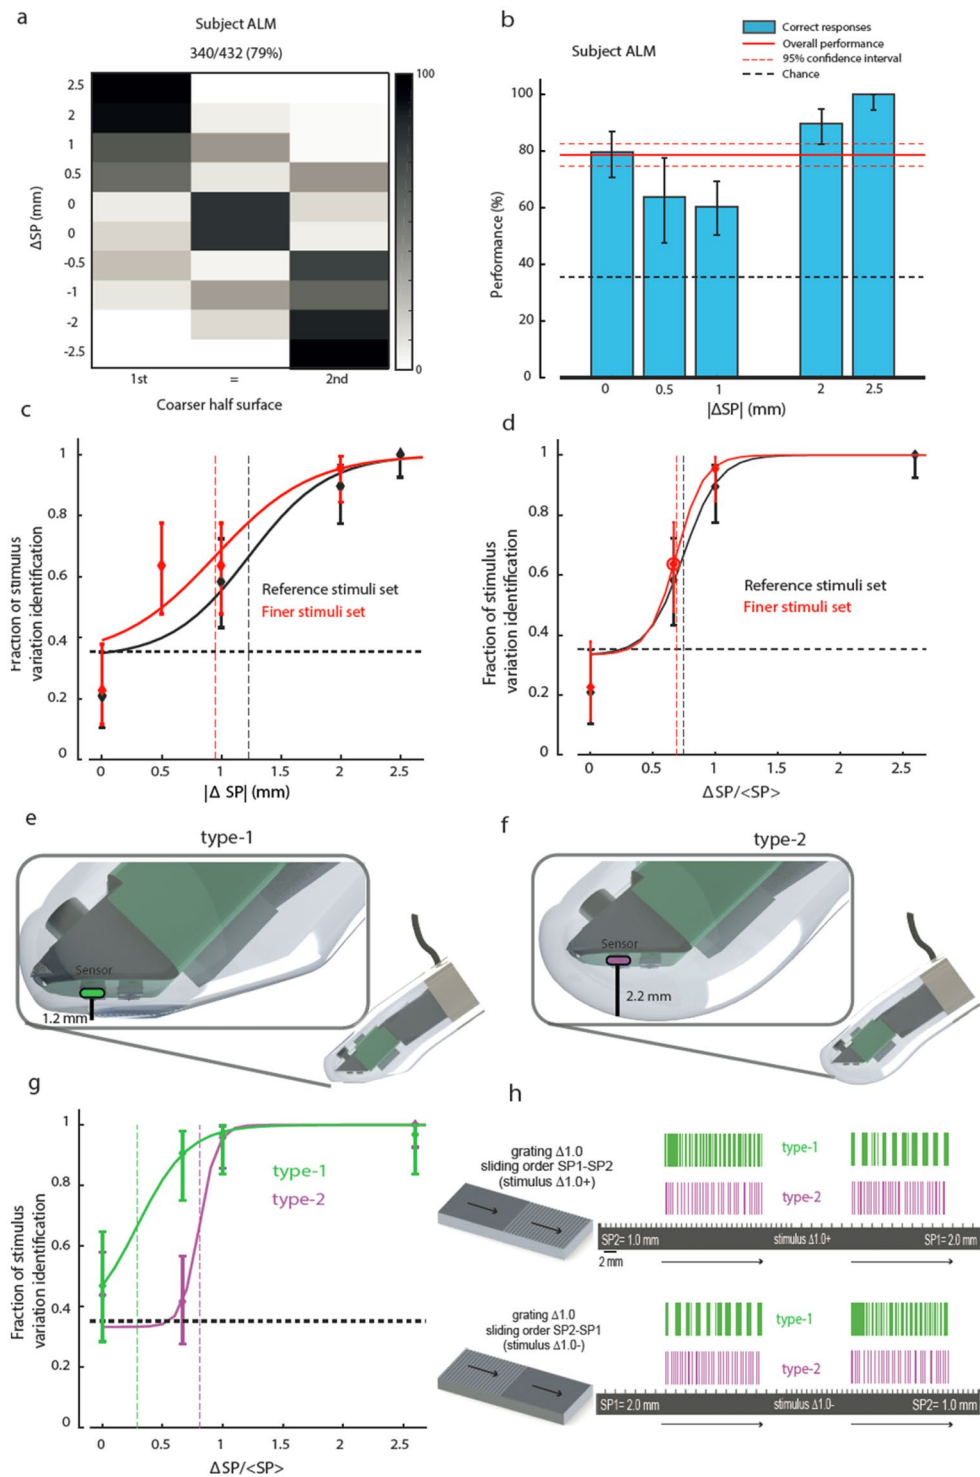 a
Subject ALM
340/432 (79%)
2.5
2
1
0.5
0
0
-0.5
-1
-2
-2.5
ΔSP (mm)
1st
=
2nd
Coarser half surface
100
0
b
Subject ALM
Correct responses
Overall performance
95% confidence interval
Chance
100
80
60
40
20
0
Performance (%)
0
0.5
1
2
2.5
|ΔSP| (mm)
c
1
0.8
0.6
0.4
0.2
0
Fraction of stimulus
variation identification
Reference stimuli set
Finer stimuli set
0
0.5
1
1.5
2
2.5
|Δ SP| (mm)
d
1
0.8
0.6
0.4
0.2
0
Fraction of stimulus
variation identification
Reference stimuli set
Finer stimuli set
0
0.5
1
1.5
2
2.5
ΔSP/<SP>
e
type-1
Sensor
1.2 mm
f
type-2
Sensor
2.2 mm
g
1
0.8
0.6
0.4
0.2
0
Fraction of stimulus
variation identification
type-1
type-2
0
0.5
1
1.5
2
2.5
ΔSP/<SP>
h
grating Δ1.0
sliding order SP1-SP2
(stimulus Δ1.0+)
type-1
type-2
SP2= 1.0 mm
stimulus Δ1.0+
SP1= 2.0 mm
2 mm
grating Δ1.0
sliding order SP2-SP1
(stimulus Δ1.0-)
type-1
type-2
SP1= 2.0 mm
stimulus Δ1.0-
SP2= 1.0 mm